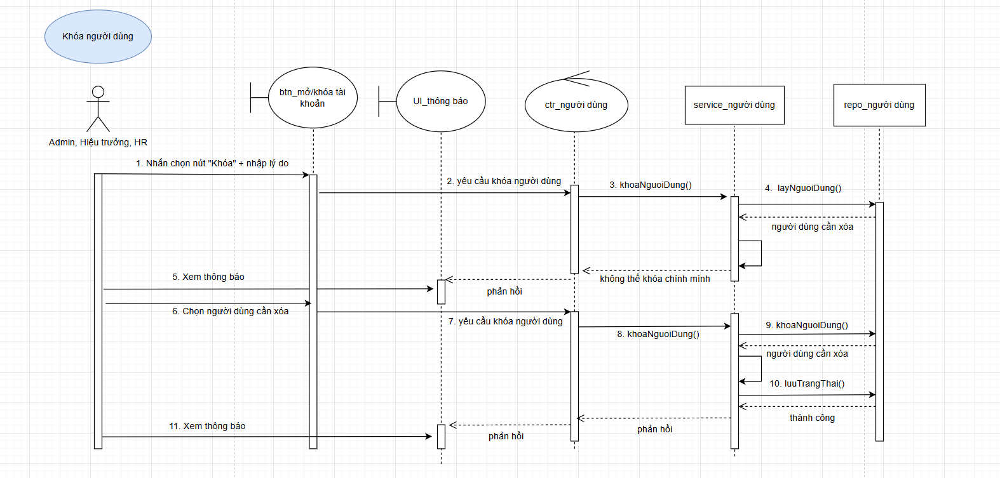 Khóa người dùng
Admin, Hiệu trưởng, HR
btn_mở/khóa tài
khoản
UI_thông báo
ctr_người dùng
service_người dùng
repo_người dùng
1. Nhấn chọn nút "Khóa" + nhập lý do
2. yêu cầu khóa người dùng
3. khoaNguoiDung()
4. layNguoiDung()
người dùng cần xóa
không thể khóa chính mình
phản hồi
5. Xem thông báo
6. Chọn người dùng cần xóa
7. yêu cầu khóa người dùng
8. khoaNguoiDung()
9. khoaNguoiDung()
người dùng cần xóa
10. luuTrangThai()
thành công
phản hồi
phản hồi
11. Xem thông báo